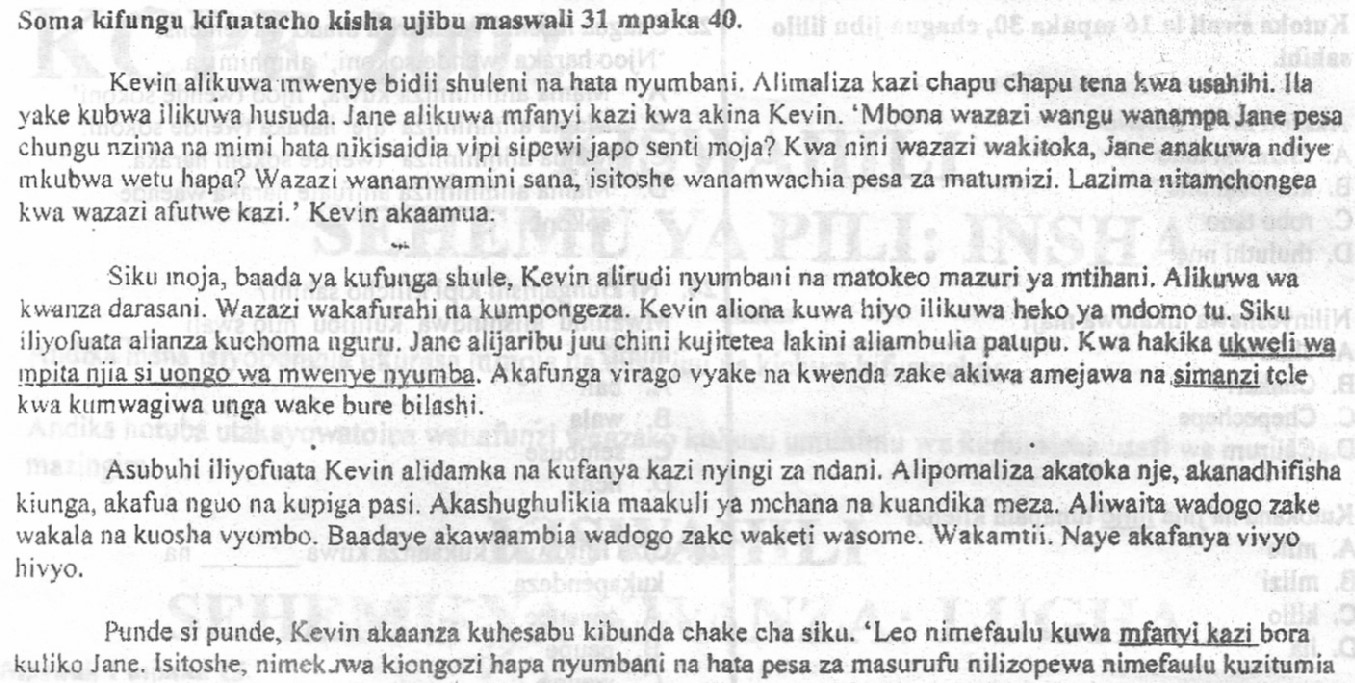 Soma kifungu kifuatacho kisha ujibu maswali 31 mpaka 40.
Kevin alikuwa mwenye bidii shuleni na hata nyumbani. Alimaliza kazi chapu chapu tena kwa usahihi. Ila
yake kubwa ilikuwa husuda. Jane alikuwa mfanyi kazi kwa akina Kevin. ‘Mbona wazazi wangu wanampa Jane pesa
chungu nzima na mimi hata nikisaidia vipi sipewi japo senti moja? Kwa nini wazazi wakitoka, Jane anakuwa ndiye
mkubwa wetu hapa? Wazazi wanamwamini sana, isitoshe wanamwachia pesa za matumizi. Lazima nitamchongea
kwa wazazi afutwe kazi.’ Kevin akaamua.
Siku moja, baada ya kufunga shule, Kevin alirudi nyumbani na matokeo mazuri ya mtihani. Alikuwa wa
kwanza darasani. Wazazi wakafurahi na kumpongeza. Kevin aliona kuwa hiyo ilikuwa heko ya mdomo tu. Siku
iliyofuata alianza kuchoma nguru. Jane alijaribu juu chini kujitetea lakini aliambulia patupu. Kwa hakika ukweli wa
mpita njia si uongo wa mwenye nyumba. Akafunga virago vyake na kwenda zake akiwa amejawa na simanzi tele
kwa kumwagiwa unga wake bure bilashi.
Asubuhi iliyofuata Kevin alidamka na kufanya kazi nyingi za ndani. Alipomaliza akatoka nje, akanadhifisha
kiunga, akafua nguo na kupiga pasi. Akashughulikia maakuli ya mchana na kuandika meza. Aliwaita wadogo zake
wakala na kuosha vyombo. Baadaye akawaambia wadogo zake waketi wasome. Wakamtii. Naye akafanya vivyo
hivyo.
Punde si punde, Kevin akaanza kuhesabu kibunda chake cha siku. ‘Leo nimefaulu kuwa mfanyi kazi bora
kuliko Jane. Isitoshe, nimekuwa kiongozi hapa nyumbani na hata pesa za masurufu nilizopewa nimefaulu kuzitumia